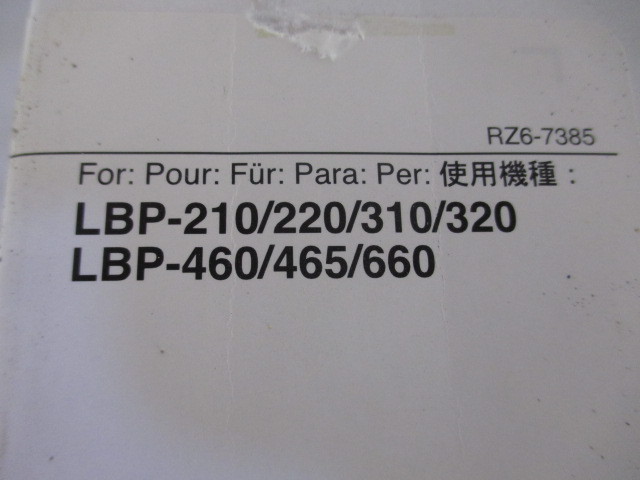 RZ6-7385
For: Pour: Für: Para: Per: 使用機種：
LBP-210/220/310/320
LBP-460/465/660